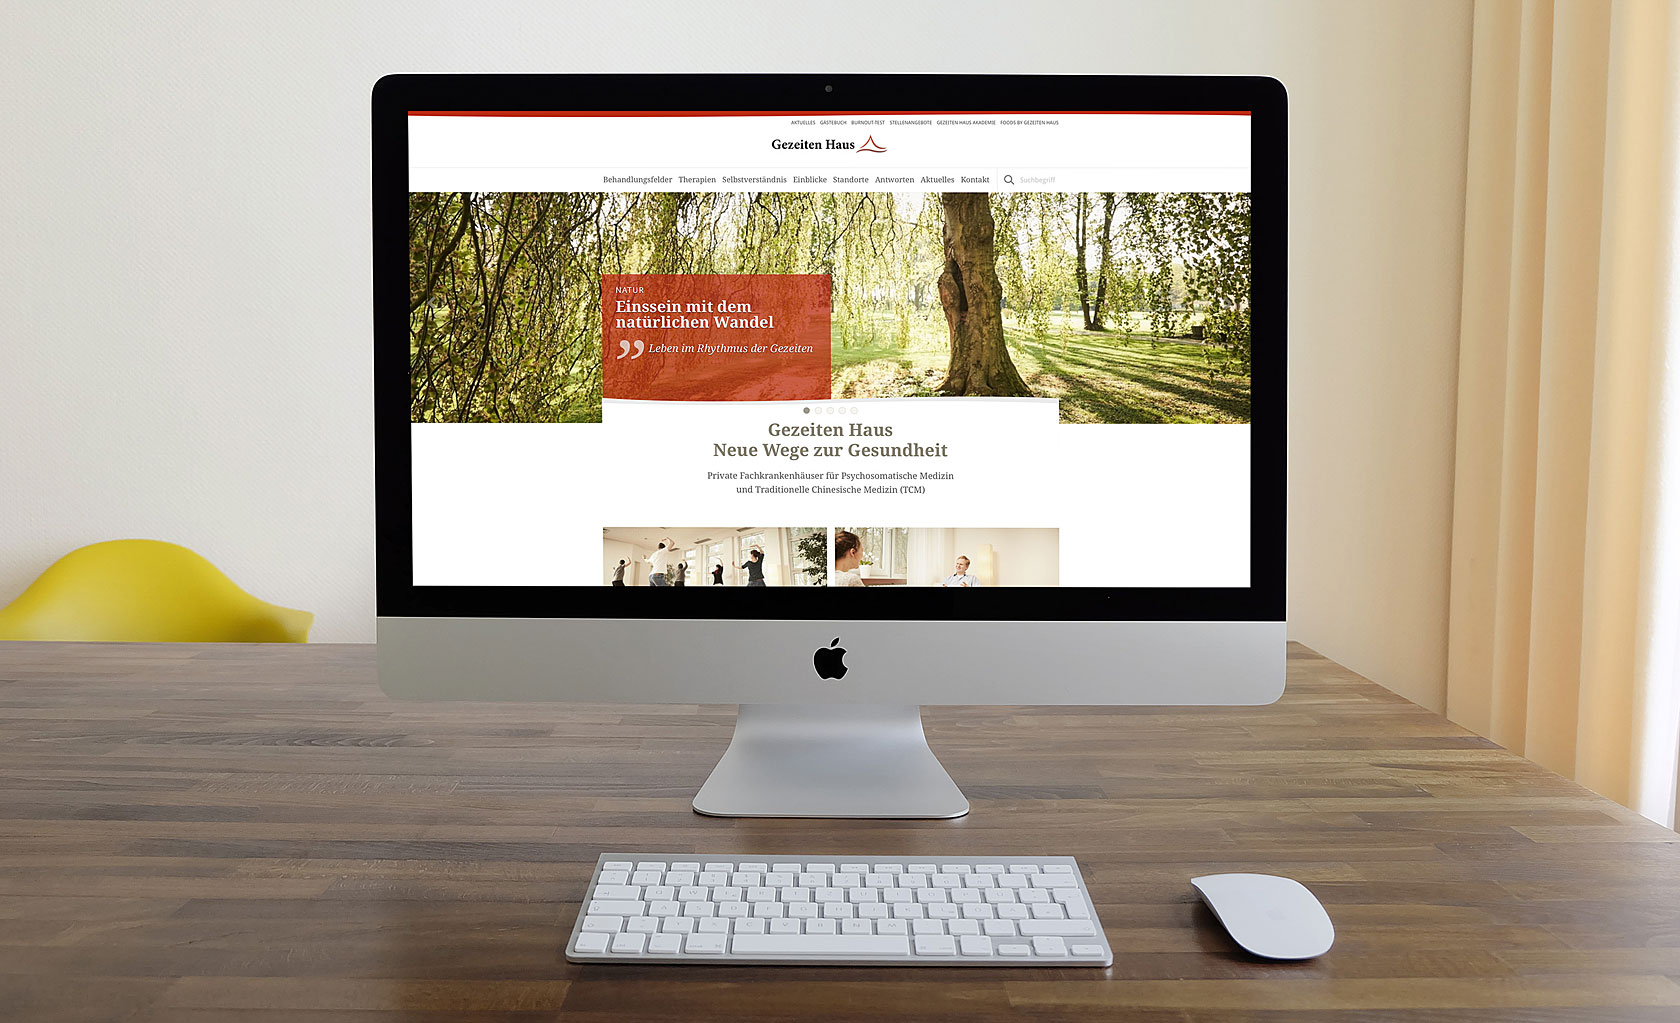 AKTUELLES GÄSTEBUCH BURNOUT-TEST STELLENANGEBOTE GEZEITEN HAUS AKADEMIE FOODS BY GEZEITEN HAUS
Gezeiten Haus
Behandlungsfelder Therapien Selbstverständnis Einblicke Standorte Antworten Aktuelles Kontakt Suchbegriff
NATUR
Einssein mit dem
natürlichen Wandel
” Leben im Rhythmus der Gezeiten
Gezeiten Haus
Neue Wege zur Gesundheit
Private Fachkrankenhäuser für Psychosomatische Medizin
und Traditionelle Chinesische Medizin (TCM)